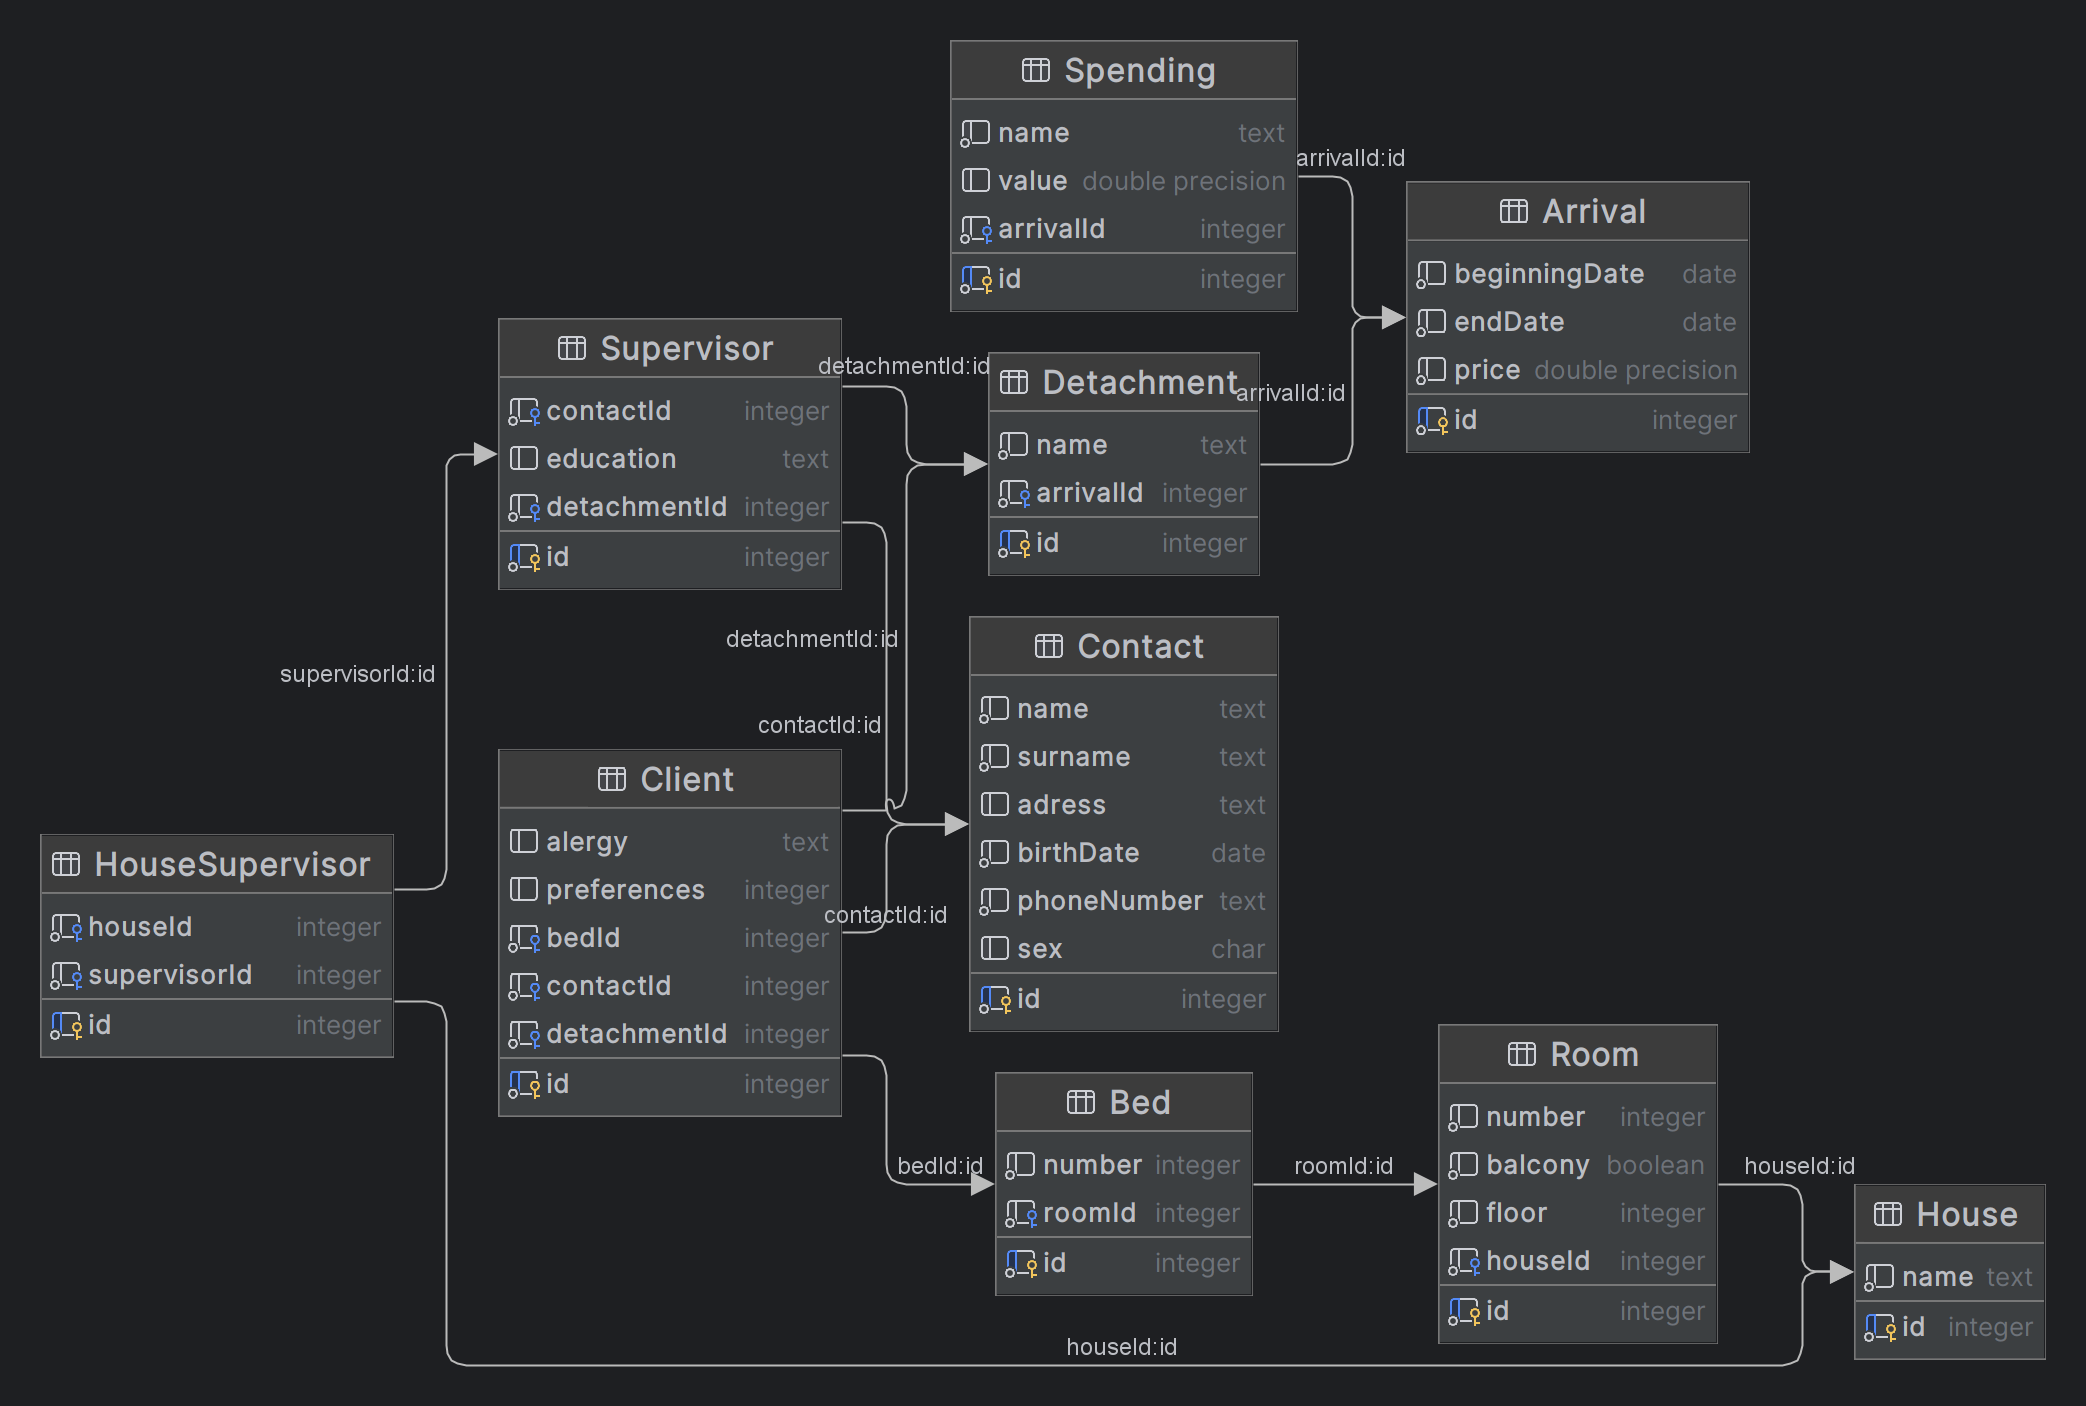 Spending
name text
value double precision
arrivalId integer
id integer
arrivalId:id
Arrival
beginningDate date
endDate date
price double precision
id integer
Supervisor
contactId integer
education text
detachmentId integer
id integer
detachmentId:id
Detachment
name text
arrivalId integer
id integer
arrivalId:id
supervisorId:id
detachmentId:id
contactId:id
Contact
name text
surname text
adress text
birthDate date
phoneNumber text
sex char
id integer
Client
alergy text
preferences integer
bedId integer
contactId integer
detachmentId integer
id integer
contactId:id
HouseSupervisor
houseId integer
supervisorId integer
id integer
bedId:id
Bed
number integer
roomId integer
id integer
roomId:id
Room
number integer
balcony boolean
floor integer
houseId integer
id integer
houseId:id
House
name text
id integer
houseId:id